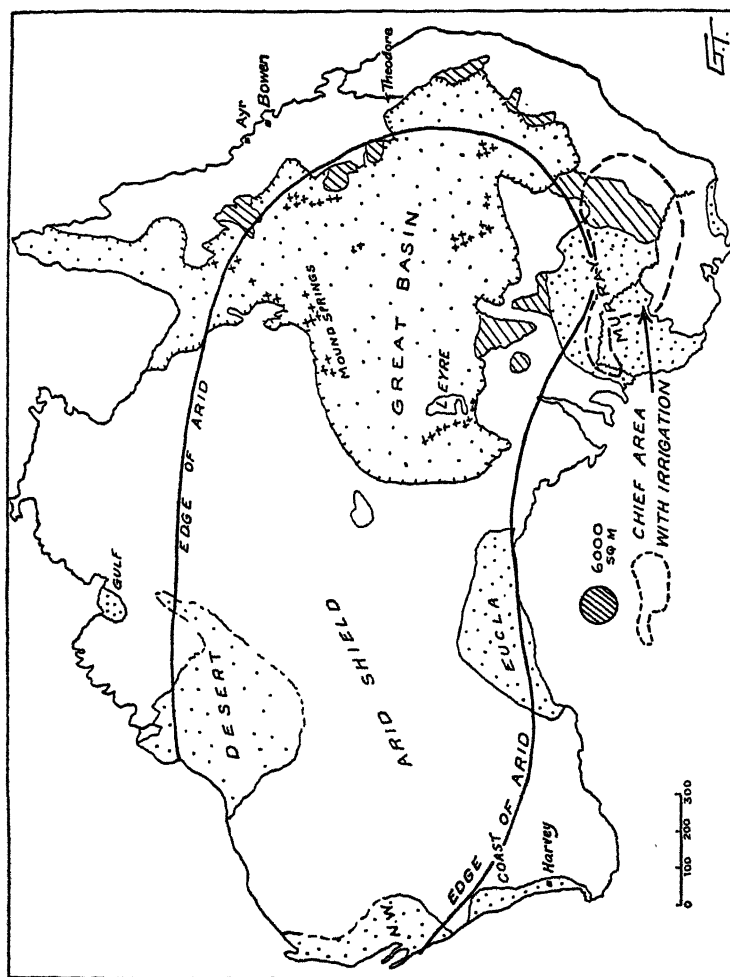 Ayr
Bowen
Theodore
GULF
EDGE OF ARID
MOUND SPRINGS
GREAT BASIN
EYRE
DESERT
ARID SHIELD
EUCLA
MURRAY
N.W.
COAST
EDGE OF ARID
Harvey
0 100 200 300
6000
SQ M
CHIEF AREA
WITH IRRIGATION
G.T.